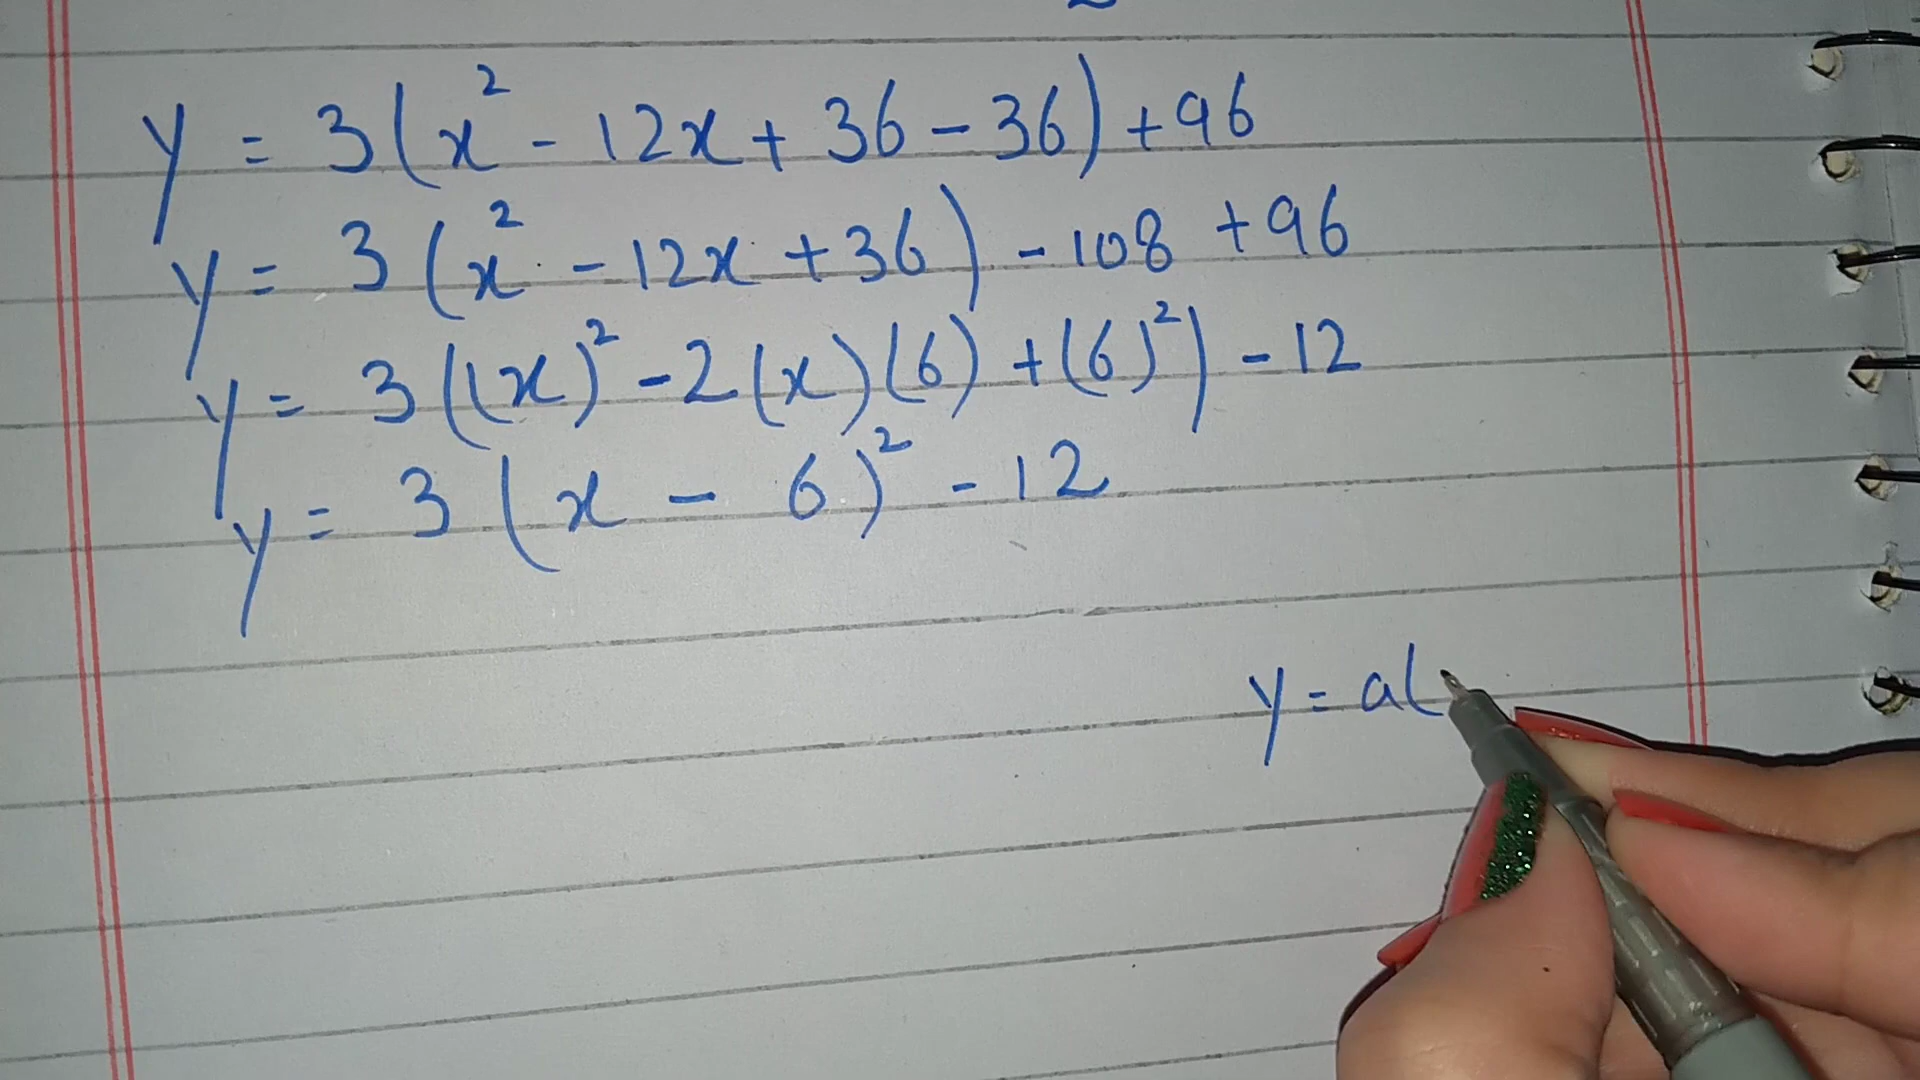 y = 3(x² - 12x + 36 - 36) + 96
y = 3(x² - 12x + 36) - 108 + 96
y = 3((x)² - 2(x)(6) + (6)²) - 12
y = 3(x - 6)² - 12
y = a(